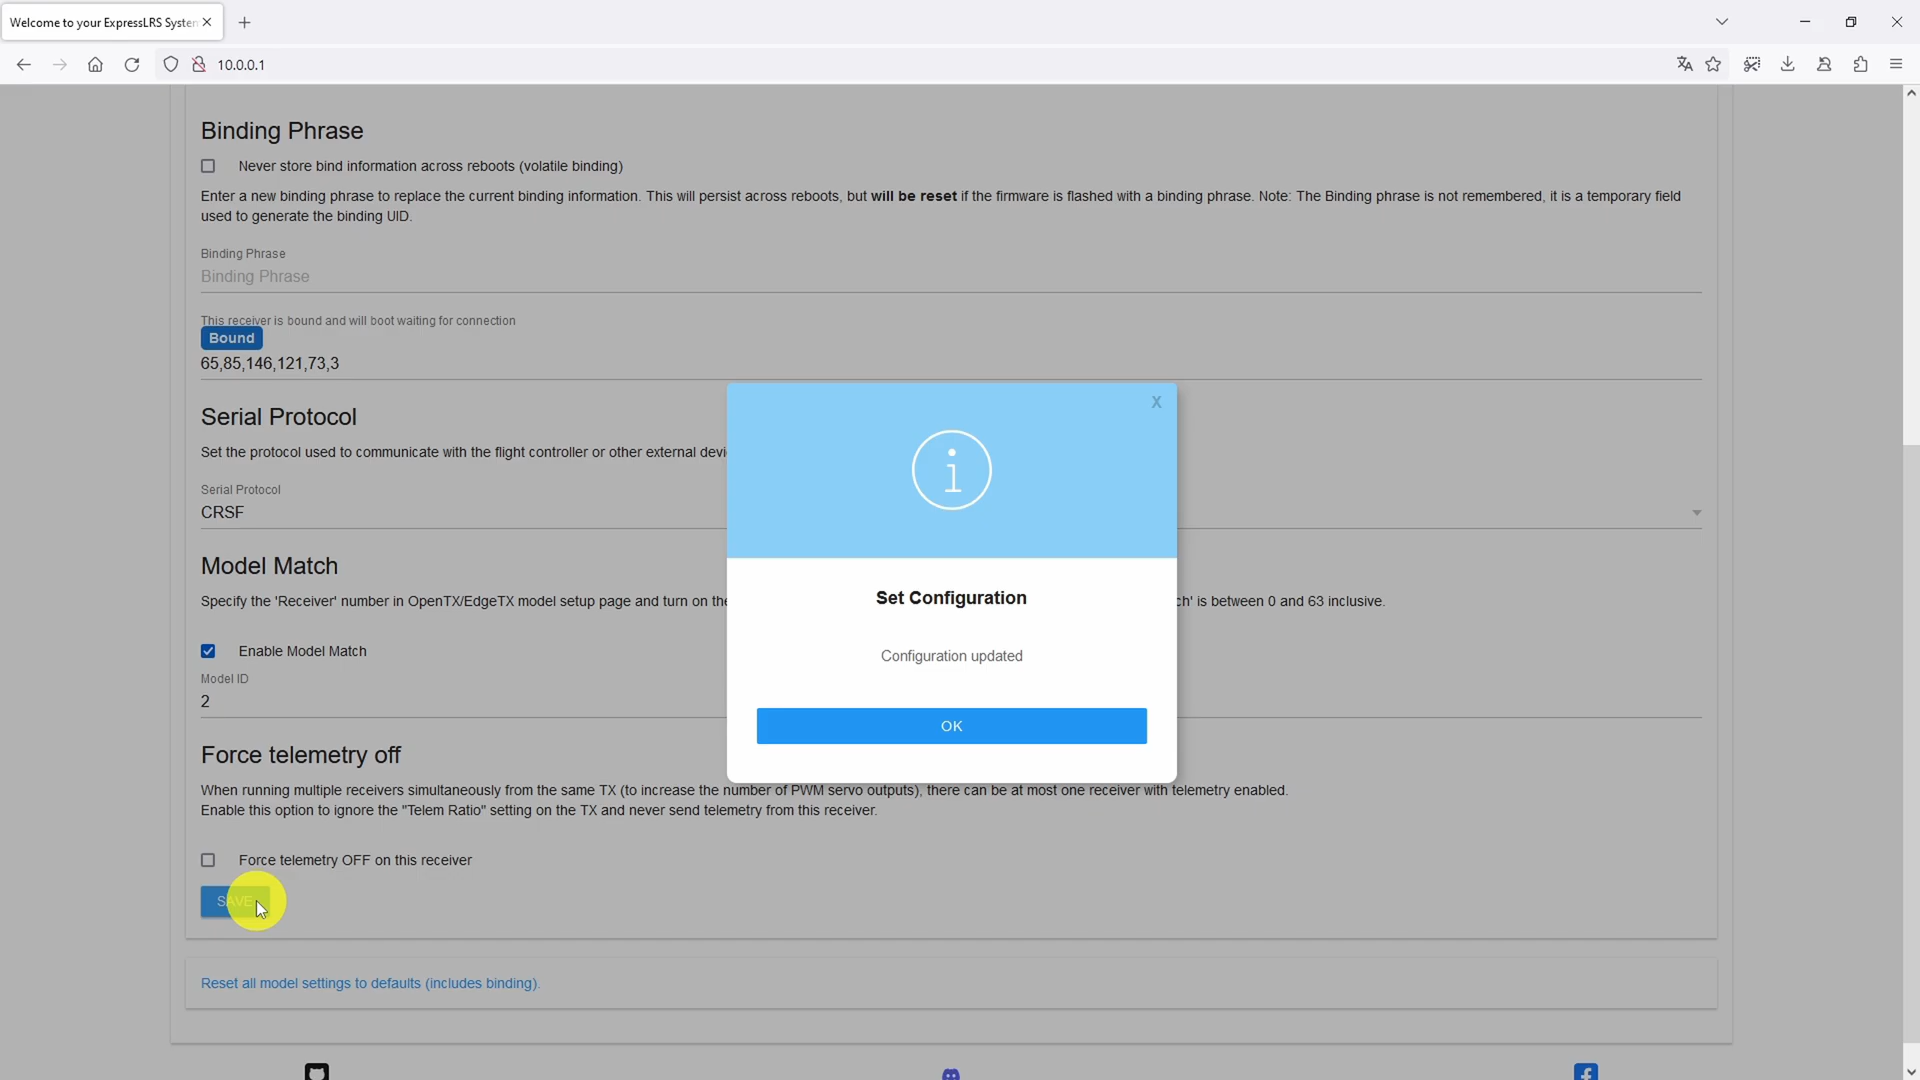 Welcome to your ExpressLRS System
10.0.0.1
Binding Phrase
Never store bind information across reboots (volatile binding)
Enter a new binding phrase to replace the current binding information. This will persist across reboots, but will be reset if the firmware is flashed with a binding phrase. Note: The Binding phrase is not remembered, it is a temporary field
used to generate the binding UID.
Binding Phrase
Binding Phrase
This receiver is bound and will boot waiting for connection
Bound
65,85,146,121,73,3
Serial Protocol
Set the protocol used to communicate with the flight controller or other external devi
Serial Protocol
CRSF
Model Match
Specify the 'Receiver' number in OpenTX/EdgeTX model setup page and turn on the
ch' is between 0 and 63 inclusive.
Enable Model Match
Model ID
2
X
i
Set Configuration
Configuration updated
OK
Force telemetry off
When running multiple receivers simultaneously from the same TX (to increase the number of PWM servo outputs), there can be at most one receiver with telemetry enabled.
Enable this option to ignore the "Telem Ratio" setting on the TX and never send telemetry from this receiver.
Force telemetry OFF on this receiver
SAVE
Reset all model settings to defaults (includes binding).